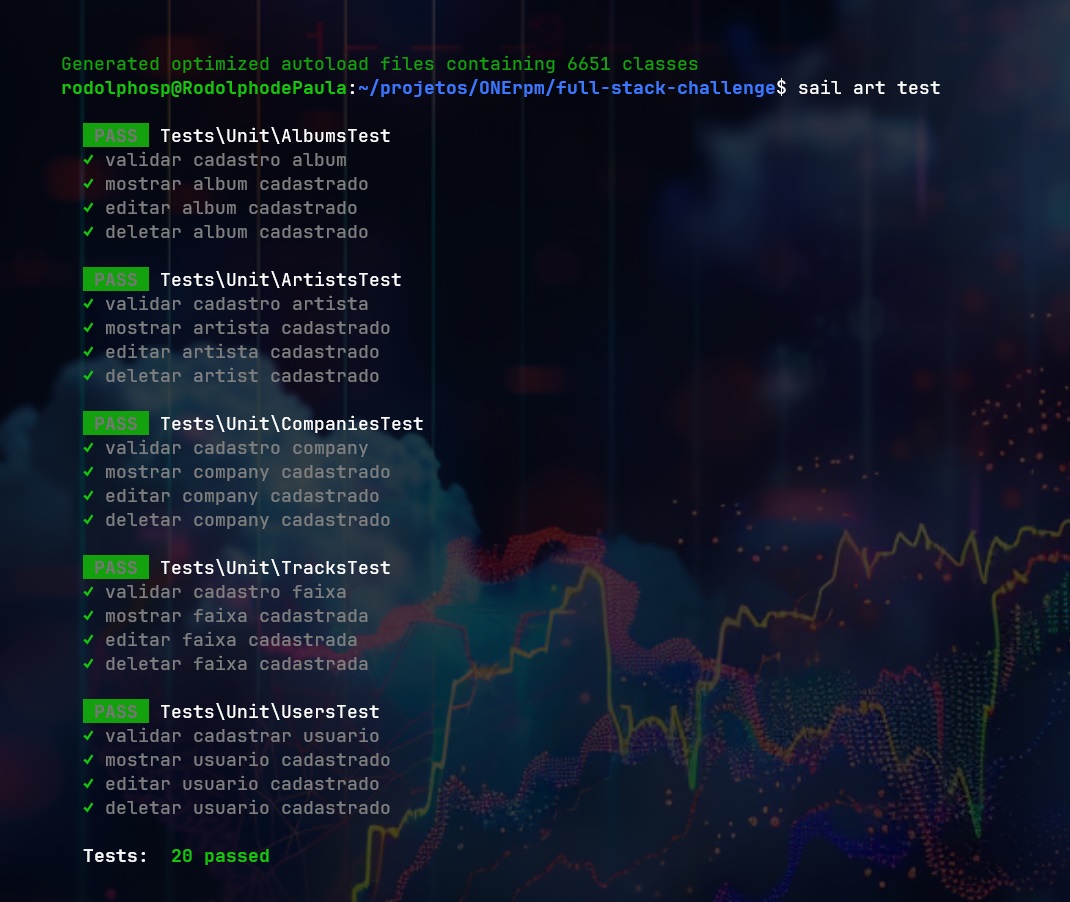 Generated optimized autoload files containing 6651 classes
rodolphosp@RodolphodePaula:~/projetos/ONErpm/full-stack-challenge$ sail art test
PASS Tests\Unit\AlbumsTest
✓ validar cadastro album
✓ mostrar album cadastrado
✓ editar album cadastrado
✓ deletar album cadastrado
PASS Tests\Unit\ArtistsTest
✓ validar cadastro artista
✓ mostrar artista cadastrado
✓ editar artista cadastrado
✓ deletar artist cadastrado
PASS Tests\Unit\CompaniesTest
✓ validar cadastro company
✓ mostrar company cadastrado
✓ editar company cadastrado
✓ deletar company cadastrado
PASS Tests\Unit\TracksTest
✓ validar cadastro faixa
✓ mostrar faixa cadastrada
✓ editar faixa cadastrada
✓ deletar faixa cadastrada
PASS Tests\Unit\UsersTest
✓ validar cadastrar usuario
✓ mostrar usuario cadastrado
✓ editar usuario cadastrado
✓ deletar usuario cadastrado
Tests: 20 passed